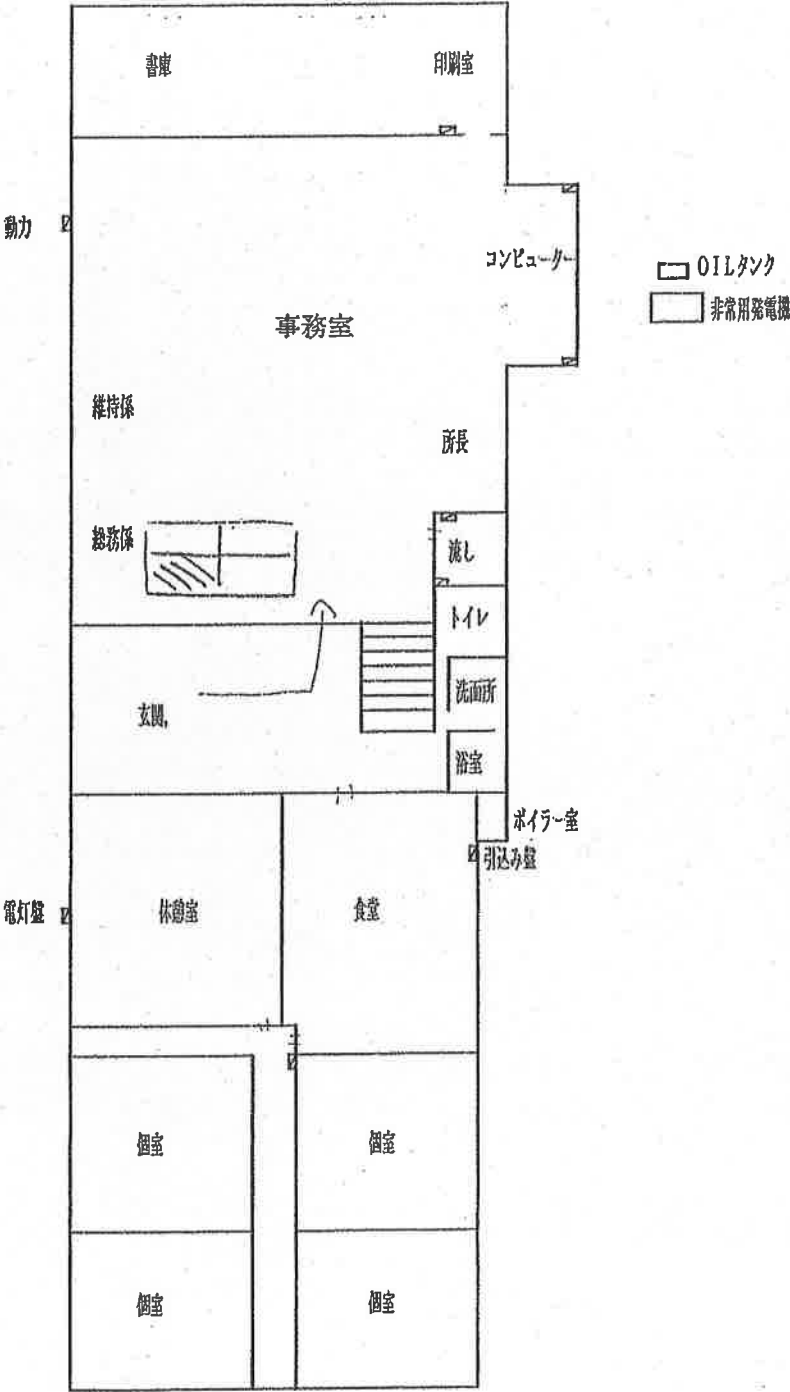 書庫
印刷室
動力
コンピューター
OILタンク
非常用発電機
事務室
維持係
所長
総務係
流し
トイレ
洗面所
玄関
浴室
ボイラー室
引込み盤
電灯盤
休憩室
食堂
個室
個室
個室
個室